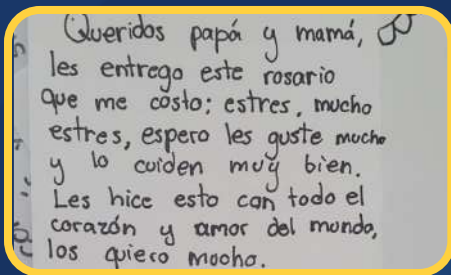 Queridos papá y mamá,
les entrego este rosario
que me costo: estres, mucho
estres, espero les guste mucho
y lo cuiden muy bien.
Les hice esto con todo el
corazón y amor del mundo,
los quiero mucho.